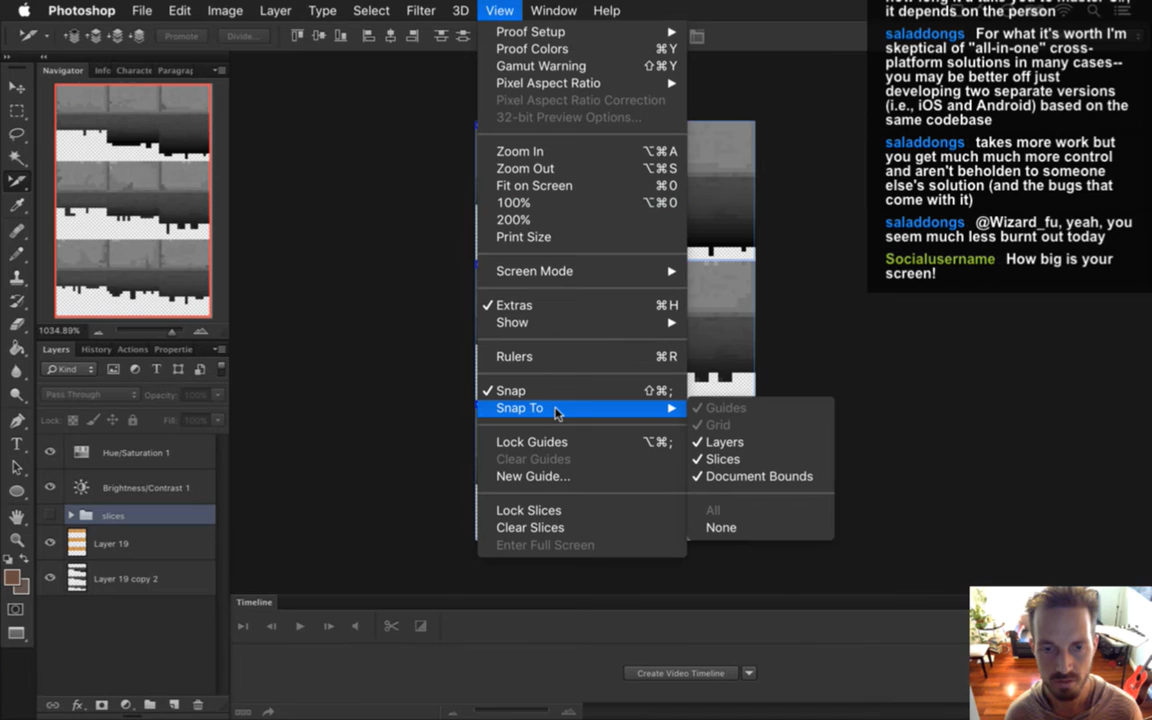 Photoshop File Edit Image Layer Type Select Filter 3D View Window Help
Promote Divide...
Navigator Info Characte Paragraj
1034.89%
Layers History Actions Propertie
Kind
Pass Through Opacity: 100%
Lock: Fill: 100%
Hue/Saturation 1
Brightness/Contrast 1
slices
Layer 19
Layer 19 copy 2
Proof Setup
Proof Colors ⌘Y
Gamut Warning ⇧⌘Y
Pixel Aspect Ratio
Pixel Aspect Ratio Correction
32-bit Preview Options...
Zoom In ⌥⌘A
Zoom Out ⌥⌘S
Fit on Screen ⌘0
100% ⌥⌘0
200%
Print Size
Screen Mode
✓ Extras ⌘H
Show
Rulers ⌘R
✓ Snap ⇧⌘;
Snap To
Lock Guides ⌥⌘;
Clear Guides
New Guide...
Lock Slices
Clear Slices
Enter Full Screen
✓ Guides
✓ Grid
✓ Layers
✓ Slices
✓ Document Bounds
All
None
Timeline
Create Video Timeline
it depends on the person
saladdongs For what it's worth I'm
skeptical of "all-in-one" cross-
platform solutions in many cases--
you may be better off just
developing two separate versions
(i.e., iOS and Android) based on the
same codebase
saladdongs takes more work but
you get much much more control
and aren't beholden to someone
else's solution (and the bugs that
come with it)
saladdongs @Wizard_fu, yeah, you
seem much less burnt out today
Socialusername How big is your
screen!